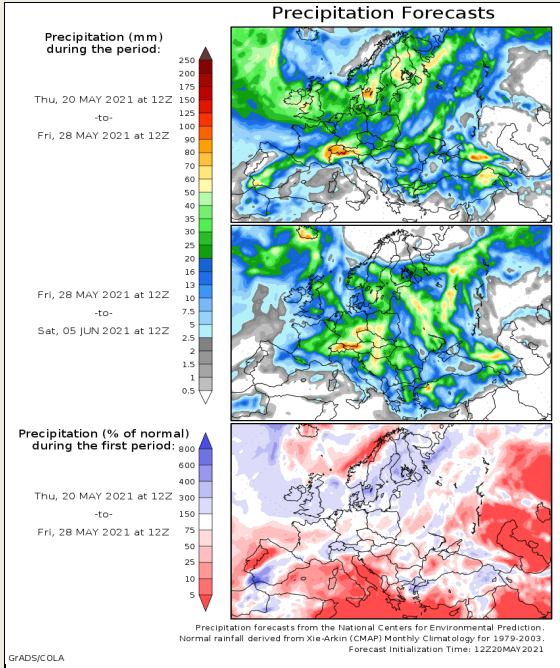 Precipitation Forecasts
Precipitation (mm)
during the period:
Thu, 20 MAY 2021 at 12Z
-to-
Fri, 28 MAY 2021 at 12Z
Fri, 28 MAY 2021 at 12Z
-to-
Sat, 05 JUN 2021 at 12Z
250
200
175
150
125
100
90
80
70
60
50
40
35
30
25
20
16
13
10
7.5
5
2.5
2
1.5
1
0.5
Precipitation (% of normal)
during the first period:
Thu, 20 MAY 2021 at 12Z
-to-
Fri, 28 MAY 2021 at 12Z
800
600
400
300
150
75
50
25
10
5
Precipitation forecasts from the National Centers for Environmental Prediction.
Normal rainfall derived from Xie-Arkin (CMAP) Monthly Climatology for 1979-2003.
Forecast Initialization Time: 12Z20MAY2021
GrADS/COLA